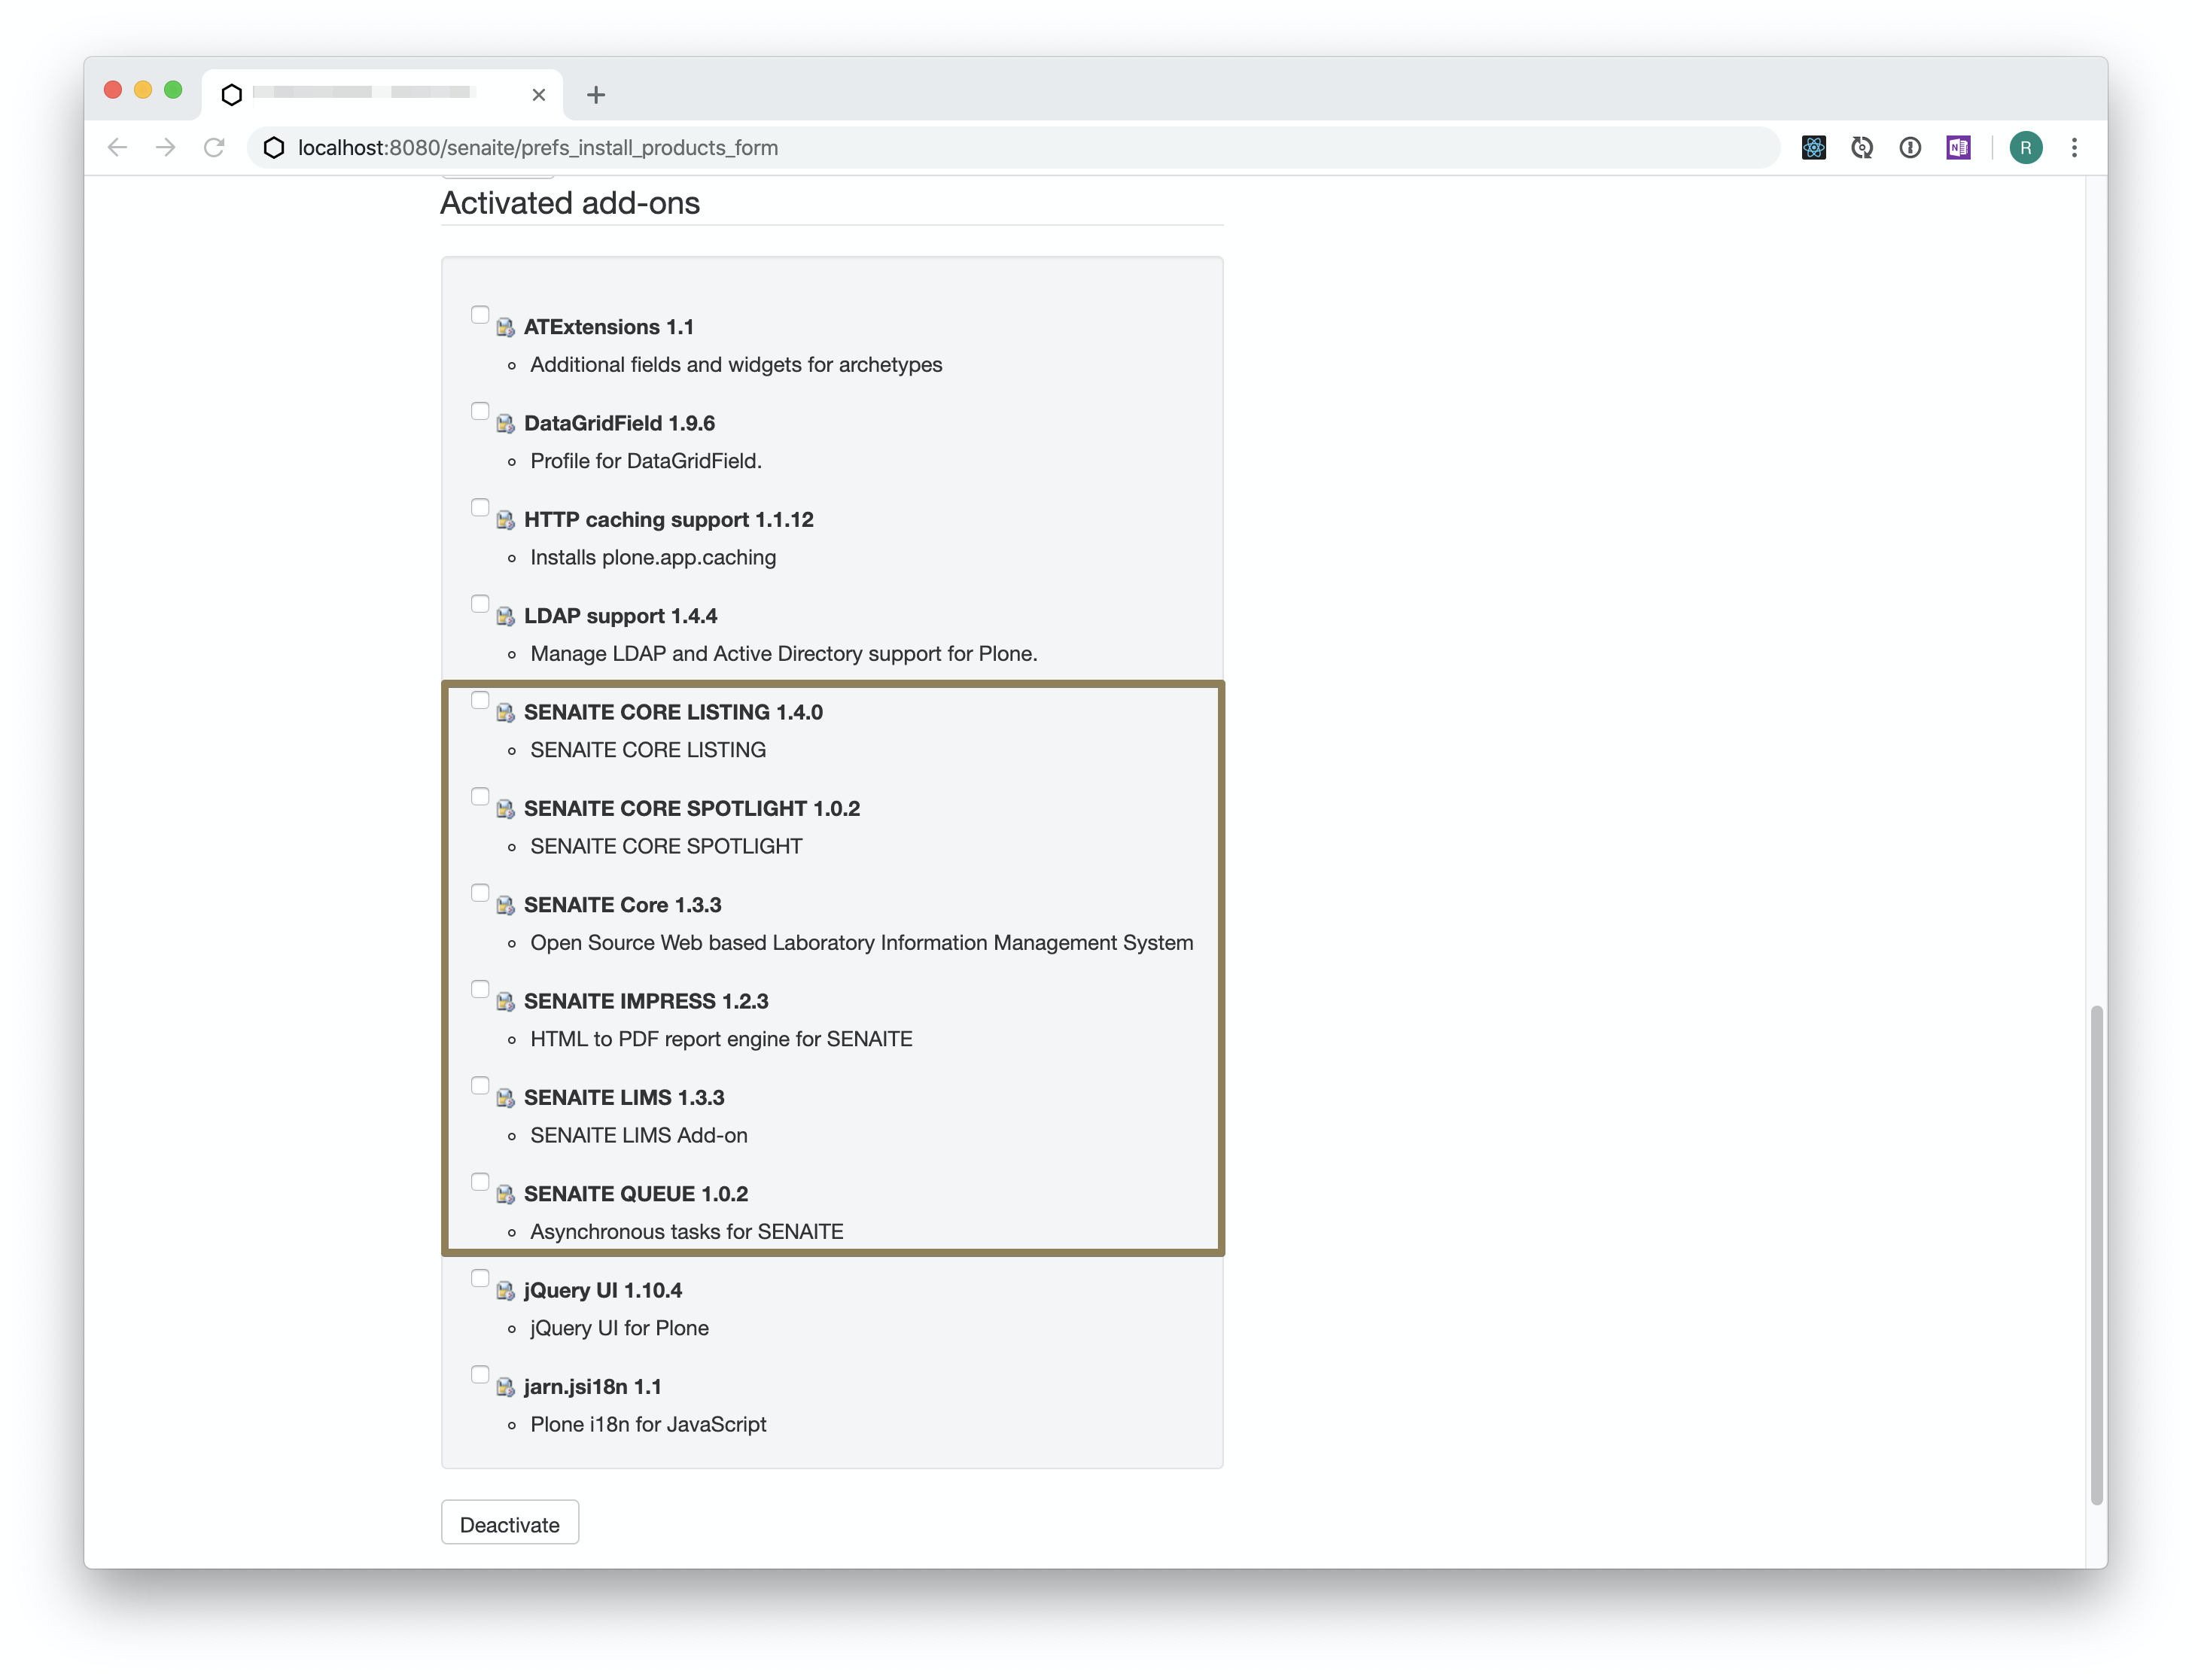 localhost:8080/senaite/prefs_install_products_form
R
Activated add-ons
ATExtensions 1.1
Additional fields and widgets for archetypes
DataGridField 1.9.6
Profile for DataGridField.
HTTP caching support 1.1.12
Installs plone.app.caching
LDAP support 1.4.4
Manage LDAP and Active Directory support for Plone.
SENAITE CORE LISTING 1.4.0
SENAITE CORE LISTING
SENAITE CORE SPOTLIGHT 1.0.2
SENAITE CORE SPOTLIGHT
SENAITE Core 1.3.3
Open Source Web based Laboratory Information Management System
SENAITE IMPRESS 1.2.3
HTML to PDF report engine for SENAITE
SENAITE LIMS 1.3.3
SENAITE LIMS Add-on
SENAITE QUEUE 1.0.2
Asynchronous tasks for SENAITE
jQuery UI 1.10.4
jQuery UI for Plone
jarn.jsi18n 1.1
Plone i18n for JavaScript
Deactivate